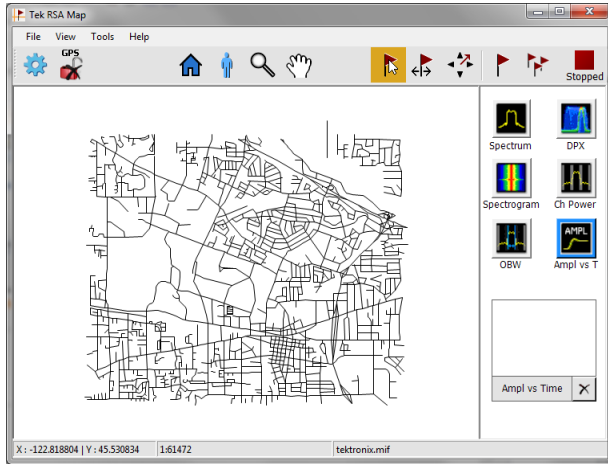 Tek RSA Map
File View Tools Help
GPS
Stopped
Spectrum DPX
Spectrogram Ch Power
AMPL
OBW Ampl vs T
Ampl vs Time
X : -122.818804 | Y : 45.530834 1:61472 tektronix.mif